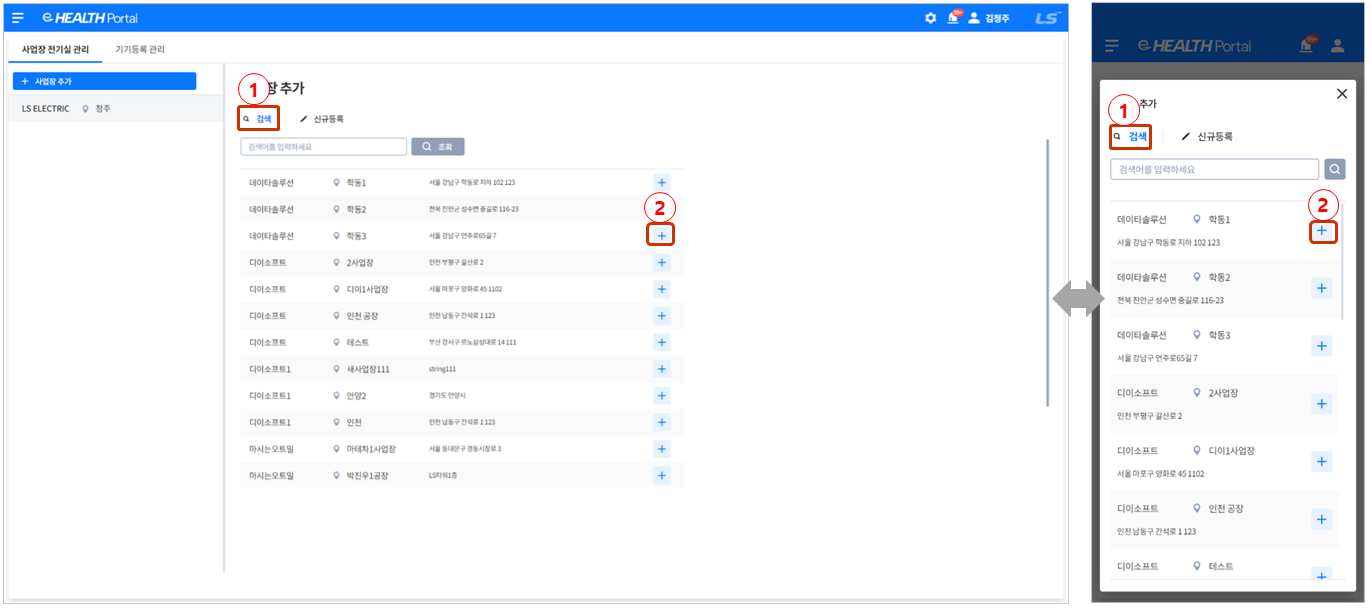 e HEALTH Portal 99+ 김청주 LS
사업장 전기실 관리 기기등록 관리
+ 사업장 추가
LS ELECTRIC 청주
1 장 추가
검색 신규등록
검색어를 입력하세요 조회
데이타솔루션 학동1 서울 강남구 학동로 지하 102 123 +
데이타솔루션 학동2 전북 진안군 성수면 중길로 116-23
2
데이타솔루션 학동3 서울 강남구 언주로65길 7 +
디이소프트 2사업장 인천 부평구 갈산로 2 +
디이소프트 디이1사업장 서울 마포구 양화로 45 1102 +
디이소프트 인천 공장 인천 남동구 간석로 1 123 +
디이소프트 테스트 부산 강서구 르노삼성대로 14 111 +
디이소프트1 새사업장111 string111 +
디이소프트1 안양2 경기도 안양시 +
디이소프트1 인천 인천 남동구 간석로 1 123 +
마시는오트밀 마테차1사업장 서울 동대문구 경동시장로 3 +
마시는오트밀 박진우1공장 LS타워1층 +
e HEALTH Portal 99+
1 추가
검색 신규등록
검색어를 입력하세요
2
데이타솔루션 학동1 +
서울 강남구 학동로 지하 102 123
데이타솔루션 학동2 +
전북 진안군 성수면 중길로 116-23
데이타솔루션 학동3 +
서울 강남구 언주로65길 7
디이소프트 2사업장 +
인천 부평구 갈산로 2
디이소프트 디이1사업장 +
서울 마포구 양화로 45 1102
디이소프트 인천 공장 +
인천 남동구 간석로 1 123
디이소프트 테스트 +